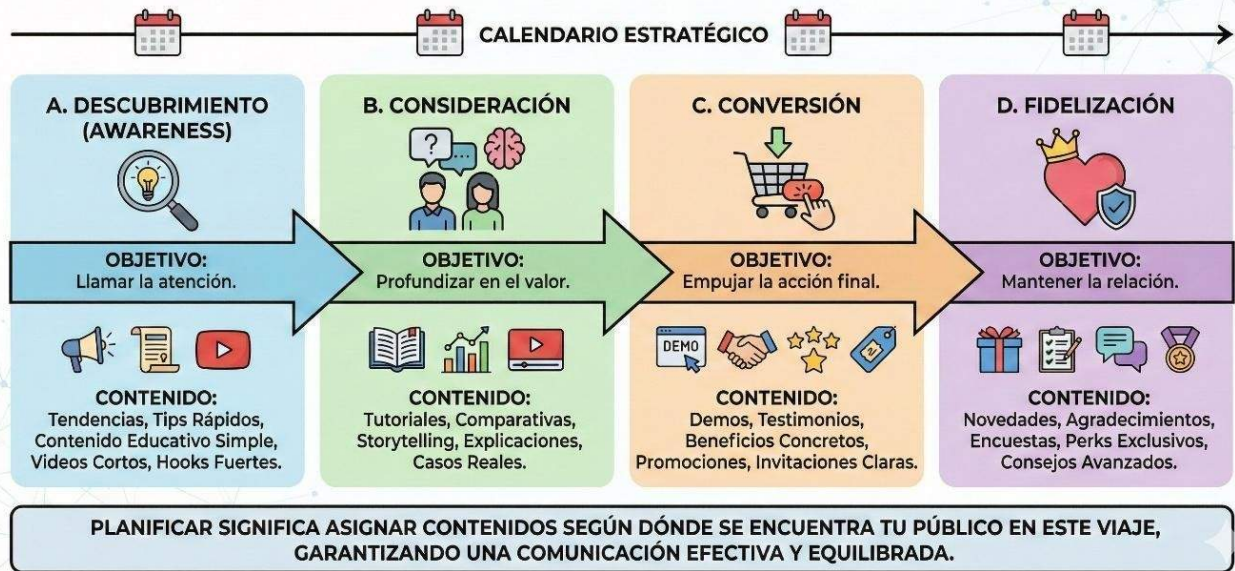 CALENDARIO ESTRATÉGICO
A. DESCUBRIMIENTO
(AWARENESS)
OBJETIVO:
Llamar la atención.
CONTENIDO:
Tendencias, Tips Rápidos,
Contenido Educativo Simple,
Videos Cortos, Hooks Fuertes.
B. CONSIDERACIÓN
?
...
OBJETIVO:
Profundizar en el valor.
CONTENIDO:
Tutoriales, Comparativas,
Storytelling, Explicaciones,
Casos Reales.
C. CONVERSIÓN
OBJETIVO:
Empujar la acción final.
DEMO
CONTENIDO:
Demos, Testimonios,
Beneficios Concretos,
Promociones, Invitaciones Claras.
D. FIDELIZACIÓN
OBJETIVO:
Mantener la relación.
CONTENIDO:
Novedades, Agradecimientos,
Encuestas, Perks Exclusivos,
Consejos Avanzados.
PLANIFICAR SIGNIFICA ASIGNAR CONTENIDOS SEGÚN DÓNDE SE ENCUENTRA TU PÚBLICO EN ESTE VIAJE,
GARANTIZANDO UNA COMUNICACIÓN EFECTIVA Y EQUILIBRADA.